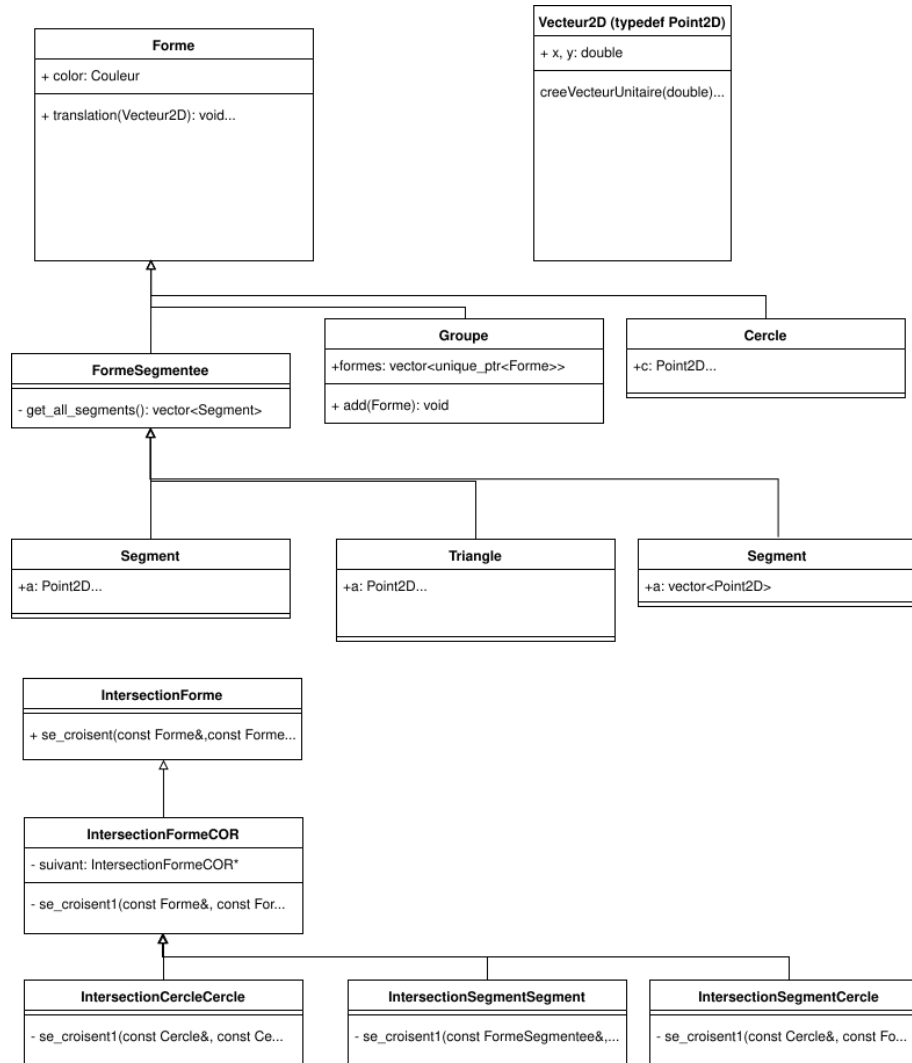 Forme
+ color: Couleur
+ translation(Vecteur2D): void...
Vecteur2D (typedef Point2D)
+ x, y: double
creeVecteurUnitaire(double)...
FormeSegmentee
- get_all_segments(): vector<Segment>
Groupe
+formes: vector<unique_ptr<Forme>>
+ add(Forme): void
Cercle
+c: Point2D...
Segment
+a: Point2D...
Triangle
+a: Point2D...
Segment
+a: vector<Point2D>
IntersectionForme
+ se_croisent(const Forme&,const Forme...
IntersectionFormeCOR
- suivant: IntersectionFormeCOR*
- se_croisent1(const Forme&, const For...
IntersectionCercleCercle
- se_croisent1(const Cercle&, const Ce...
IntersectionSegmentSegment
- se_croisent1(const FormeSegmentee&,...
IntersectionSegmentCercle
- se_croisent1(const Cercle&, const Fo...